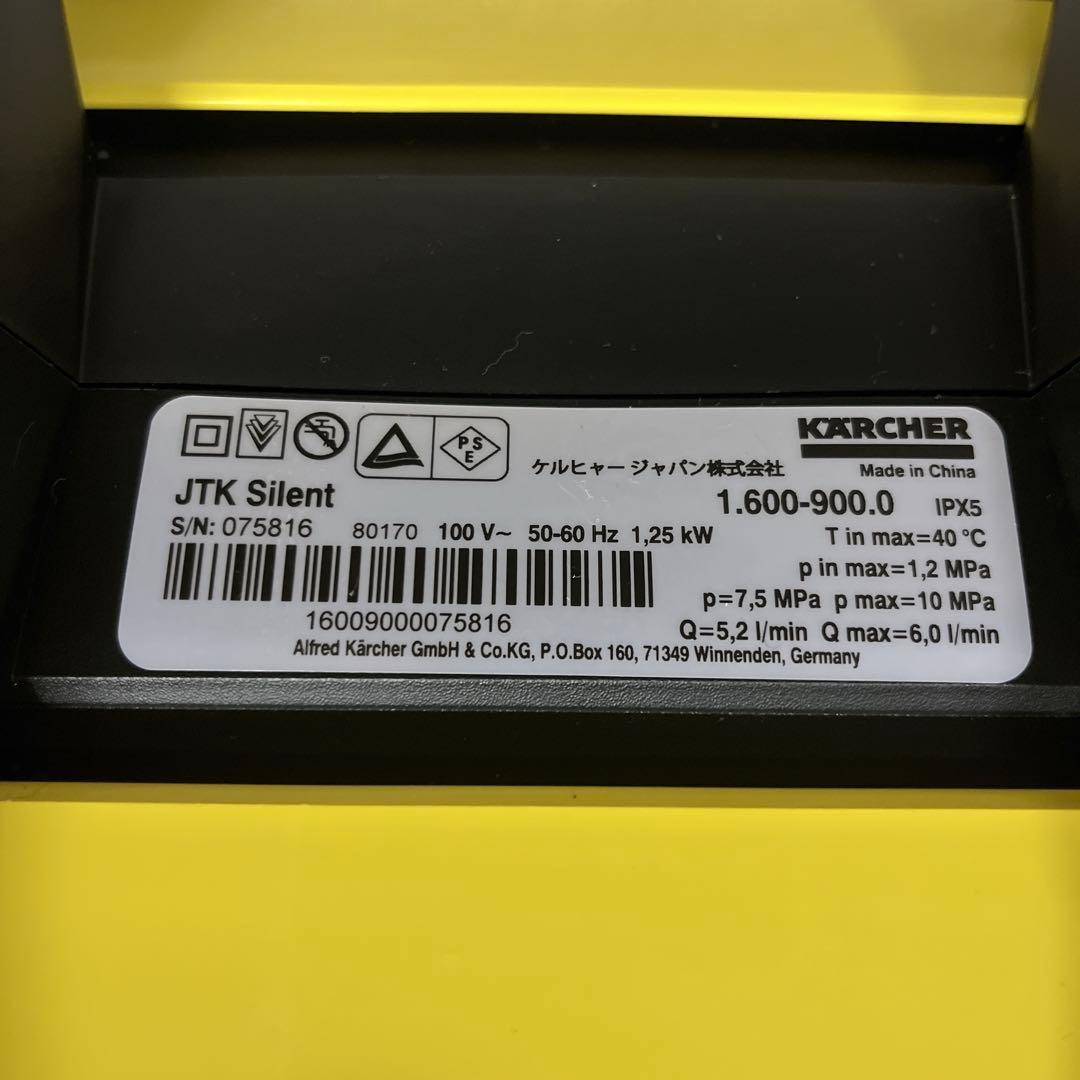 PSE
KÄRCHER
ケルヒャー ジャパン株式会社
Made in China
JTK Silent
1.600-900.0 IPX5
S/N: 075816 80170 100 V~ 50-60 Hz 1,25 kW
T in max=40 °C
p in max=1,2 MPa
p=7,5 MPa p max=10 MPa
16009000075816
Q=5,2 l/min Q max=6,0 l/min
Alfred Kärcher GmbH & Co.KG, P.O.Box 160, 71349 Winnenden, Germany